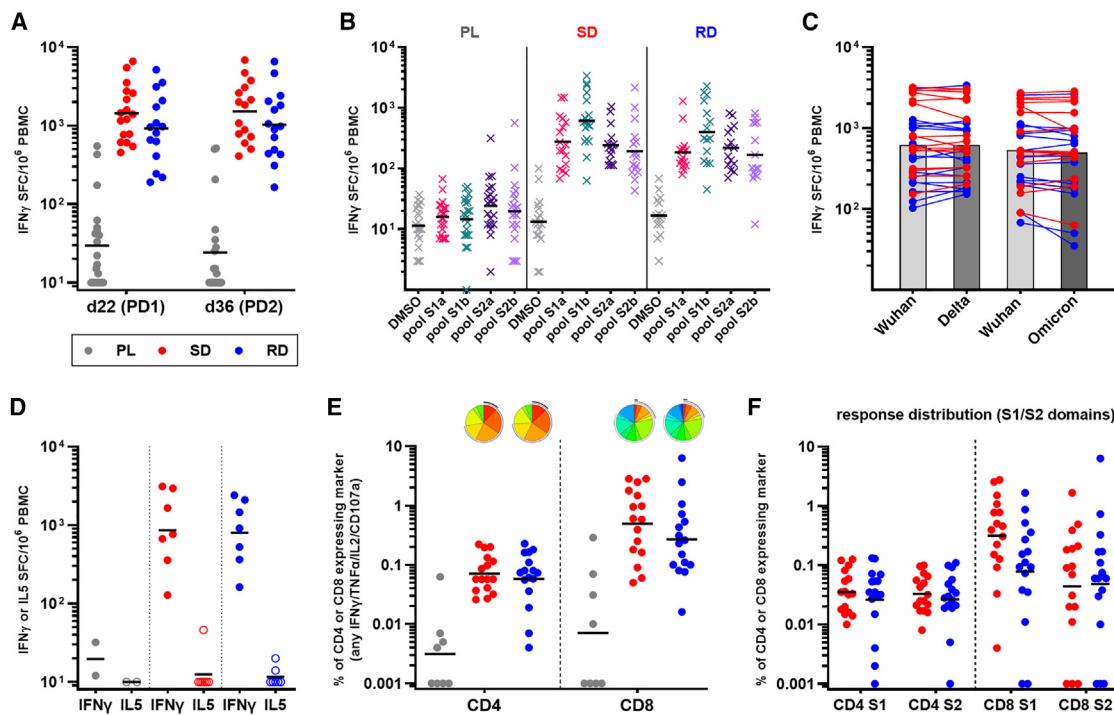 A
IFNγ SFC/10⁶ PBMC
10⁴
10³
10²
10¹
d22 (PD1) d36 (PD2)
PL SD RD
B
PL SD RD
IFNγ SFC/10⁶ PBMC
10⁴
10³
10²
10¹
DMSO pool S1a pool S1b pool S2a pool S2b DMSO pool S1a pool S1b pool S2a pool S2b DMSO pool S1a pool S1b pool S2a pool S2b
C
IFNγ SFC/10⁶ PBMC
10⁴
10³
10²
Wuhan Delta Wuhan Omicron
D
IFNγ or IL5 SFC/10⁶ PBMC
10⁴
10³
10²
10¹
IFNγ IL5 IFNγ IL5 IFNγ IL5
E
% of CD4 or CD8 expressing marker
(any IFNγ/TNFα/IL2/CD107a)
10
1
0.1
0.01
0.001
CD4 CD8
F
response distribution (S1/S2 domains)
% of CD4 or CD8 expressing marker
10
1
0.1
0.01
0.001
CD4 S1 CD4 S2 CD8 S1 CD8 S2